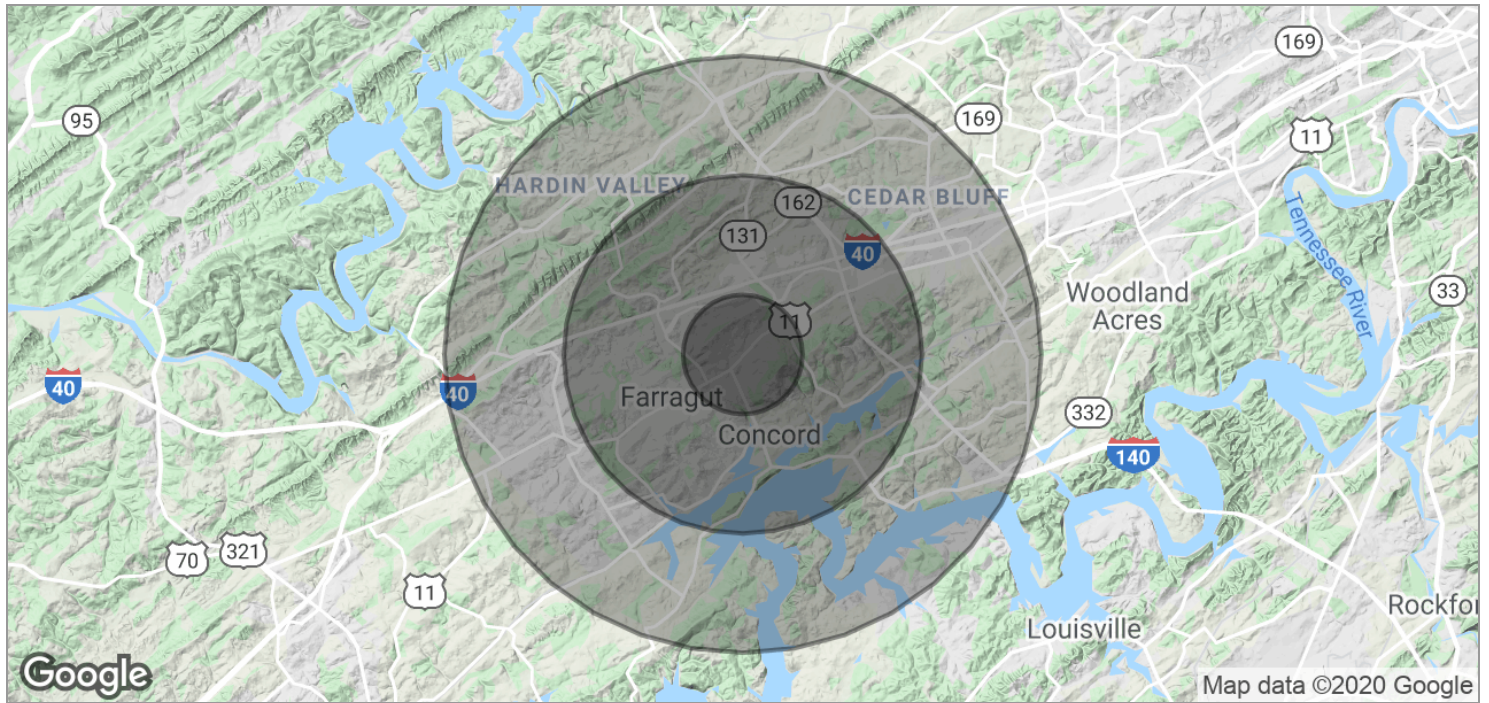 169
95
169
11
HARDIN VALLEY
CEDAR BLUFF
162
131
40
Tennessee River
Woodland
Acres
33
11
40
40
Farragut
332
Concord
140
70
321
11
Rockfor
Louisville
Google
Map data ©2020 Google